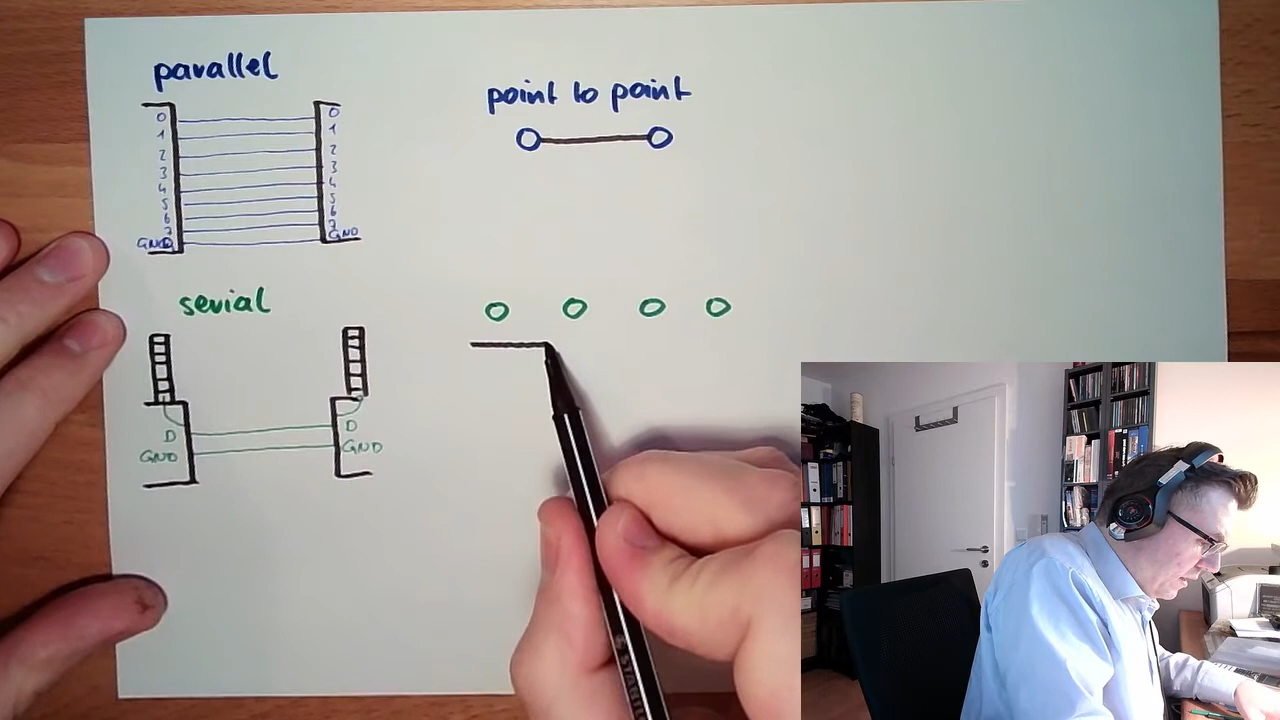 parallel
point to point
0 0
1 1
2 2
3 3
4 4
5 5
6 6
7 7
GND GND
serial
D D
GND GND
STABILO